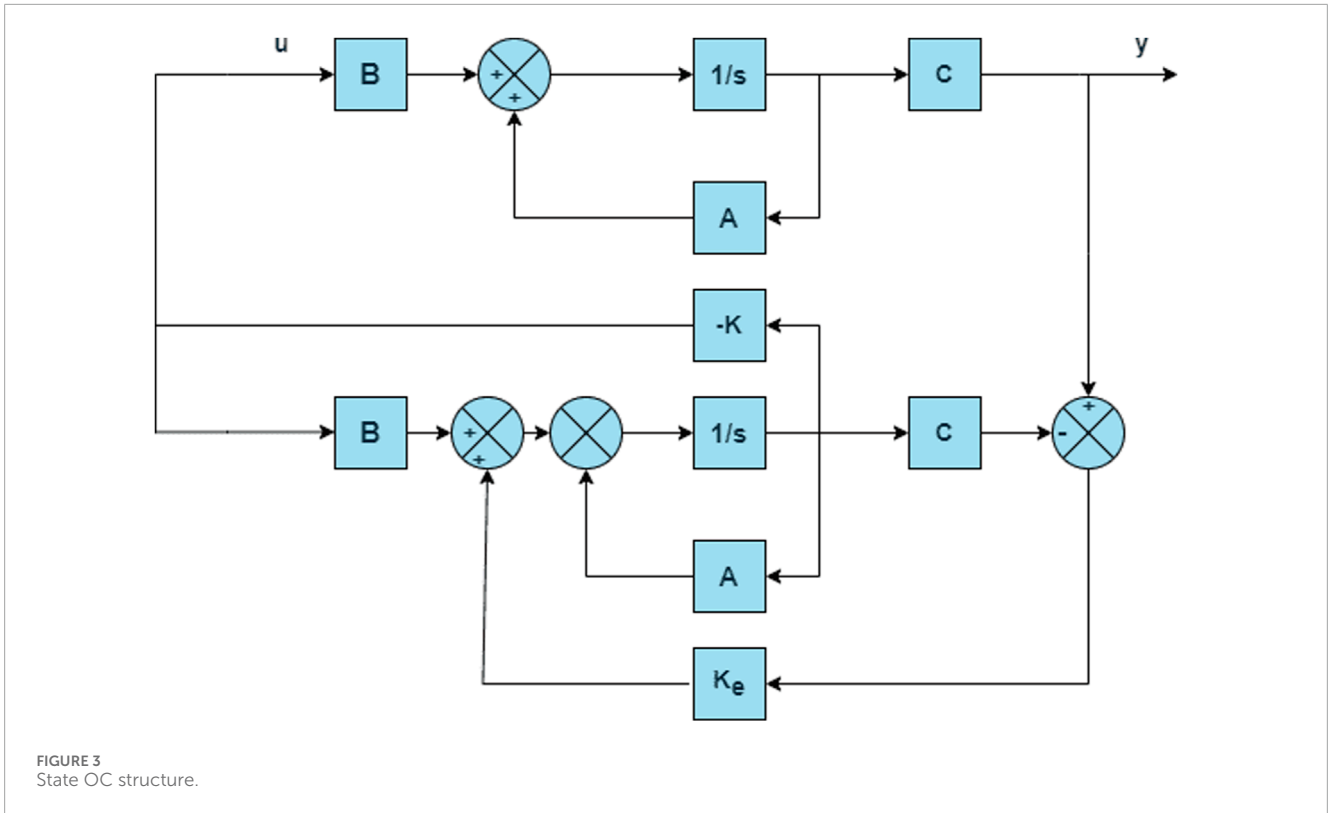 u
y
B
+
+
1/s
C
A
-K
B
+
+
1/s
C
+
-
A
Ke
FIGURE 3
State OC structure.